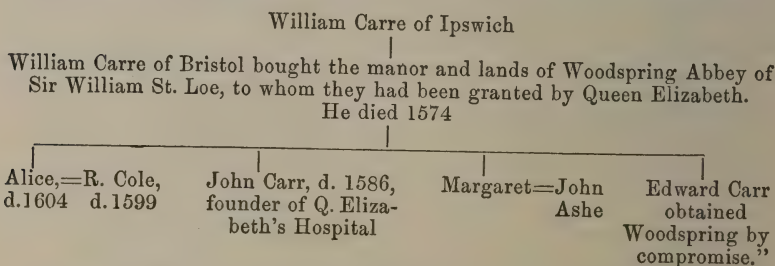 William Carre of Ipswich
William Carre of Bristol bought the manor and lands of Woodspring Abbey of
Sir William St. Loe, to whom they had been granted by Queen Elizabeth.
He died 1574
Alice,=R. Cole,
d.1604 d.1599
John Carr, d. 1586,
founder of Q. Eliza-
beth's Hospital
Margaret=John
Ashe
Edward Carr
obtained
Woodspring by
compromise.”